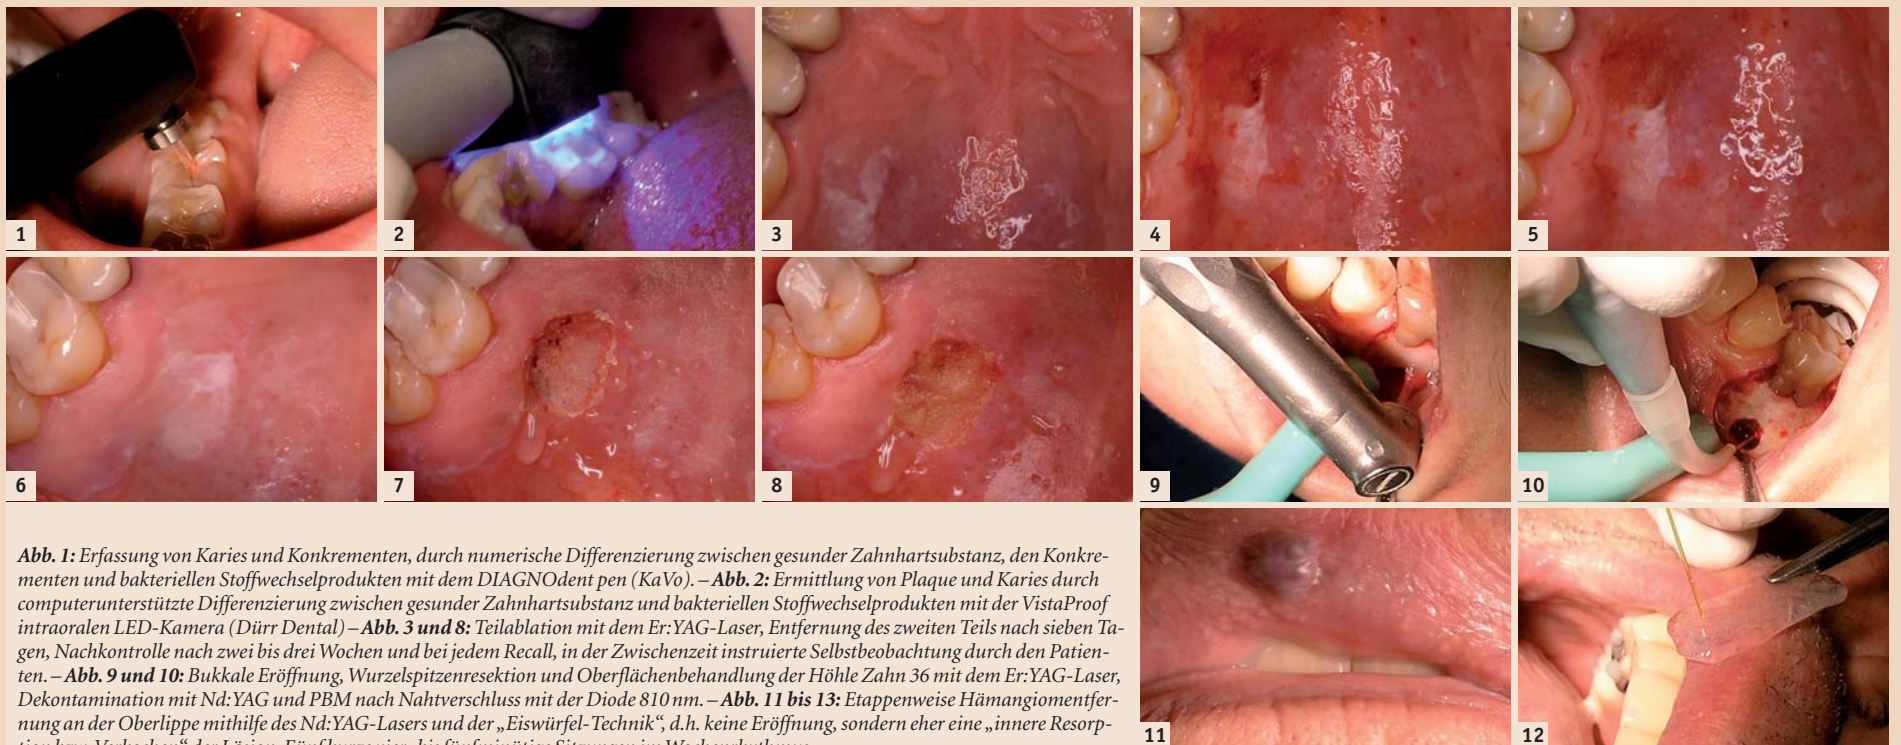 1
2
3
4
5
6
7
8
9
10
Abb. 1: Erfassung von Karies und Konkrementen, durch numerische Differenzierung zwischen gesunder Zahnhartsubstanz, den Konkre-
menten und bakteriellen Stoffwechselprodukten mit dem DIAGNOdent pen (KaVo). – Abb. 2: Ermittlung von Plaque und Karies durch
computerunterstützte Differenzierung zwischen gesunder Zahnhartsubstanz und bakteriellen Stoffwechselprodukten mit der VistaProof
intraoralen LED-Kamera (Dürr Dental) – Abb. 3 und 8: Teilablation mit dem Er:YAG-Laser, Entfernung des zweiten Teils nach sieben Ta-
gen, Nachkontrolle nach zwei bis drei Wochen und bei jedem Recall, in der Zwischenzeit instruierte Selbstbeobachtung durch den Patien-
ten. – Abb. 9 und 10: Bukkale Eröffnung, Wurzelspitzenresektion und Oberflächenbehandlung der Höhle Zahn 36 mit dem Er:YAG-Laser,
Dekontamination mit Nd:YAG und PBM nach Nahtverschluss mit der Diode 810 nm. – Abb. 11 bis 13: Etappenweise Hämangiomentfer-
nung an der Oberlippe mithilfe des Nd:YAG-Lasers und der „Eiswürfel-Technik“, d.h. keine Eröffnung, sondern eher eine „innere Resorp-
11
12